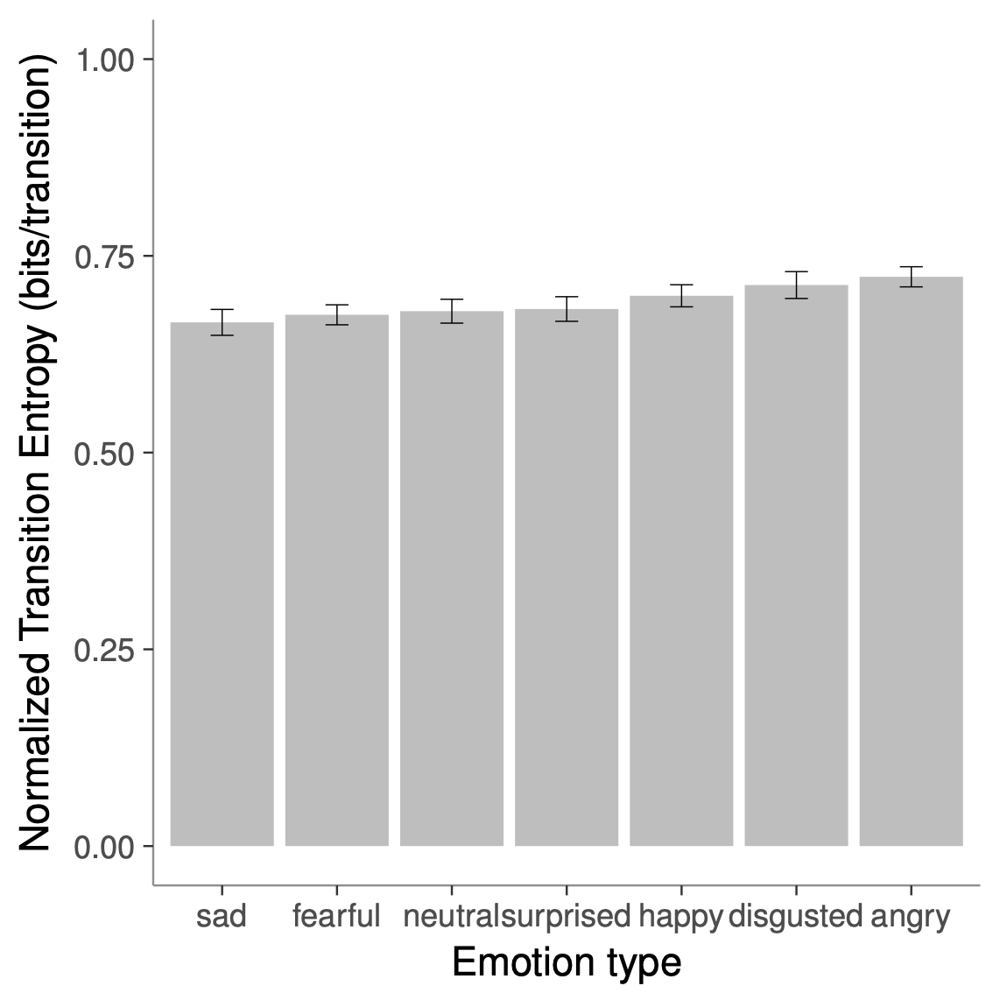 Normalized Transition Entropy (bits/transition)
1.00
0.75
0.50
0.25
0.00
sad fearful neutral surprised happy disgusted angry
Emotion type